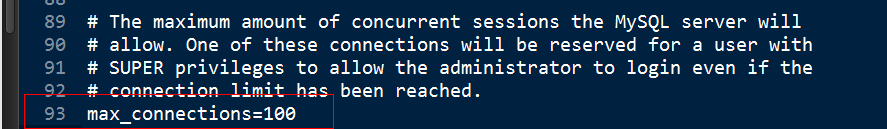 89 # The maximum amount of concurrent sessions the MySQL server will
90 # allow. One of these connections will be reserved for a user with
91 # SUPER privileges to allow the administrator to login even if the
92 # connection limit has been reached.
93 max_connections=100